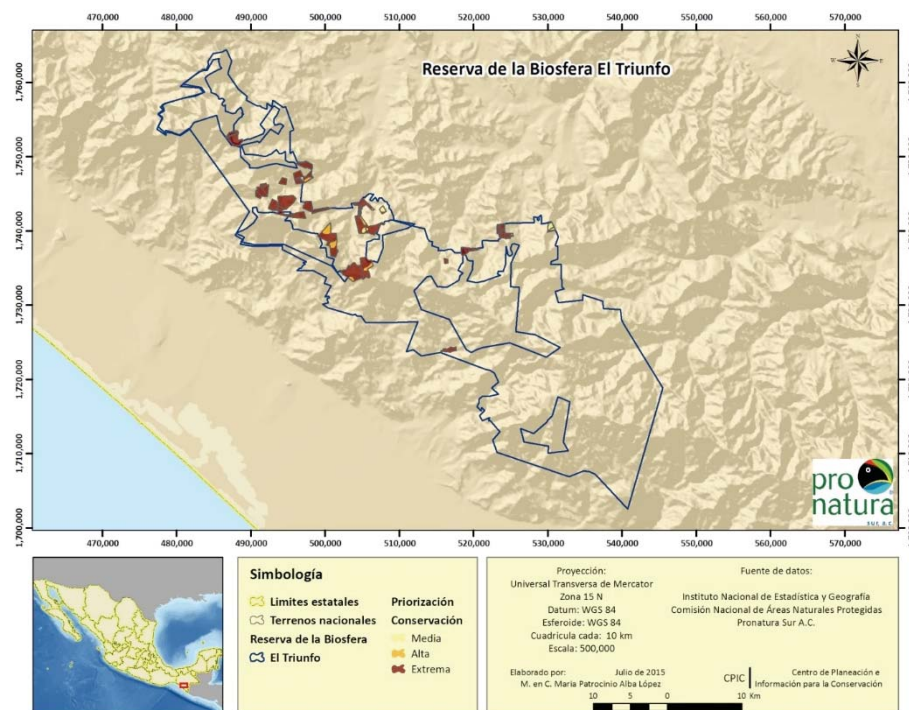 470,000 480,000 490,000 500,000 510,000 520,000 530,000 540,000 550,000 560,000 570,000
Reserva de la Biosfera El Triunfo
N
W E
S
1,760,000
1,750,000
1,740,000
1,730,000
1,720,000
1,710,000
1,700,000
pro
natura
SUR, A.C.
470,000 480,000 490,000 500,000 510,000 520,000 530,000 540,000 550,000 560,000 570,000
Simbología
Limites estatales
Terrenos nacionales
Reserva de la Biosfera
El Triunfo
Priorización
Conservación
Media
Alta
Extrema
Proyección:
Universal Transversa de Mercator
Zona 15 N
Datum: WGS 84
Esferoide: WGS 84
Cuadrícula cada: 10 km
Escala: 500,000
Fuente de datos:
Instituto Nacional de Estadística y Geografía
Comisión Nacional de Áreas Naturales Protegidas
Pronatura Sur A.C.
Elaborado por: Julio de 2015
M. en C. María Patrocinio Alba López
CPIC
Centro de Planeación e
Información para la Conservación
10 5 0 10 Km